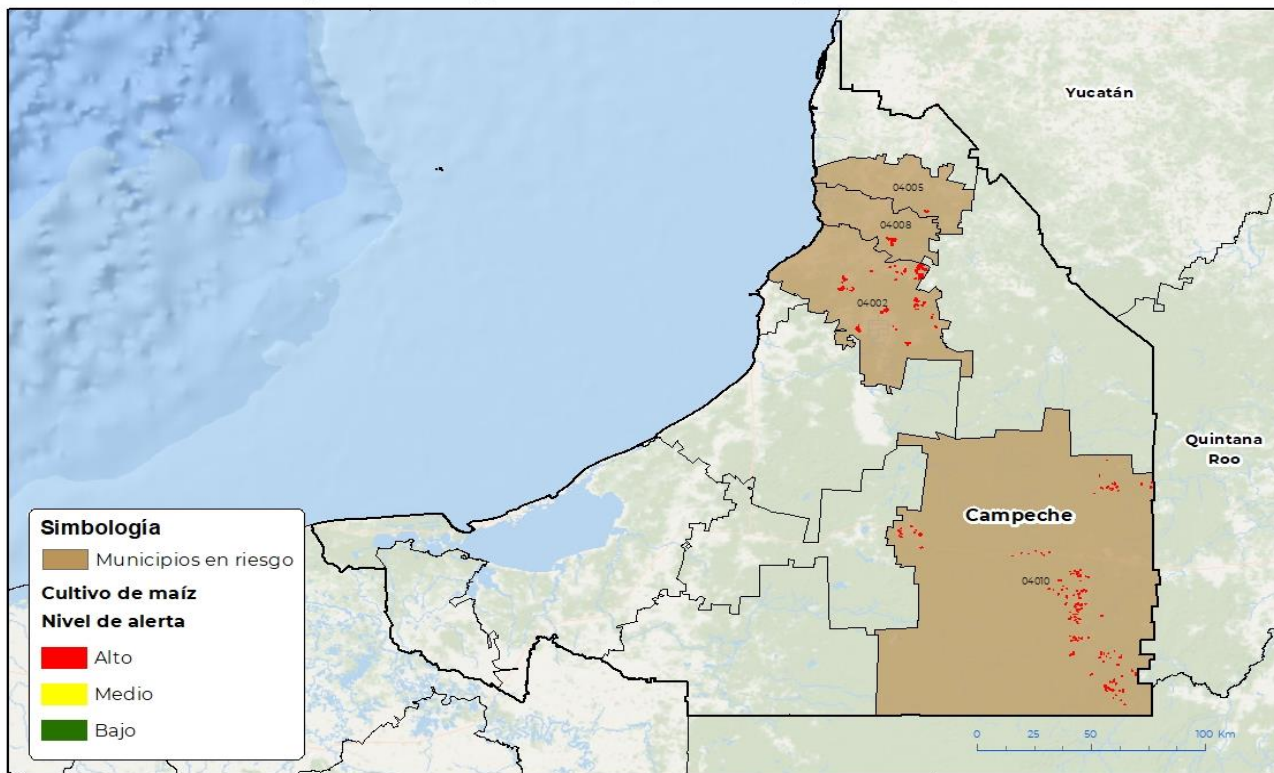 Yucatán
04005
04008
04002
Quintana
Roo
Campeche
04010
Simbología
Municipios en riesgo
Cultivo de maíz
Nivel de alerta
Alto
Medio
Bajo
0 25 50 100 Km